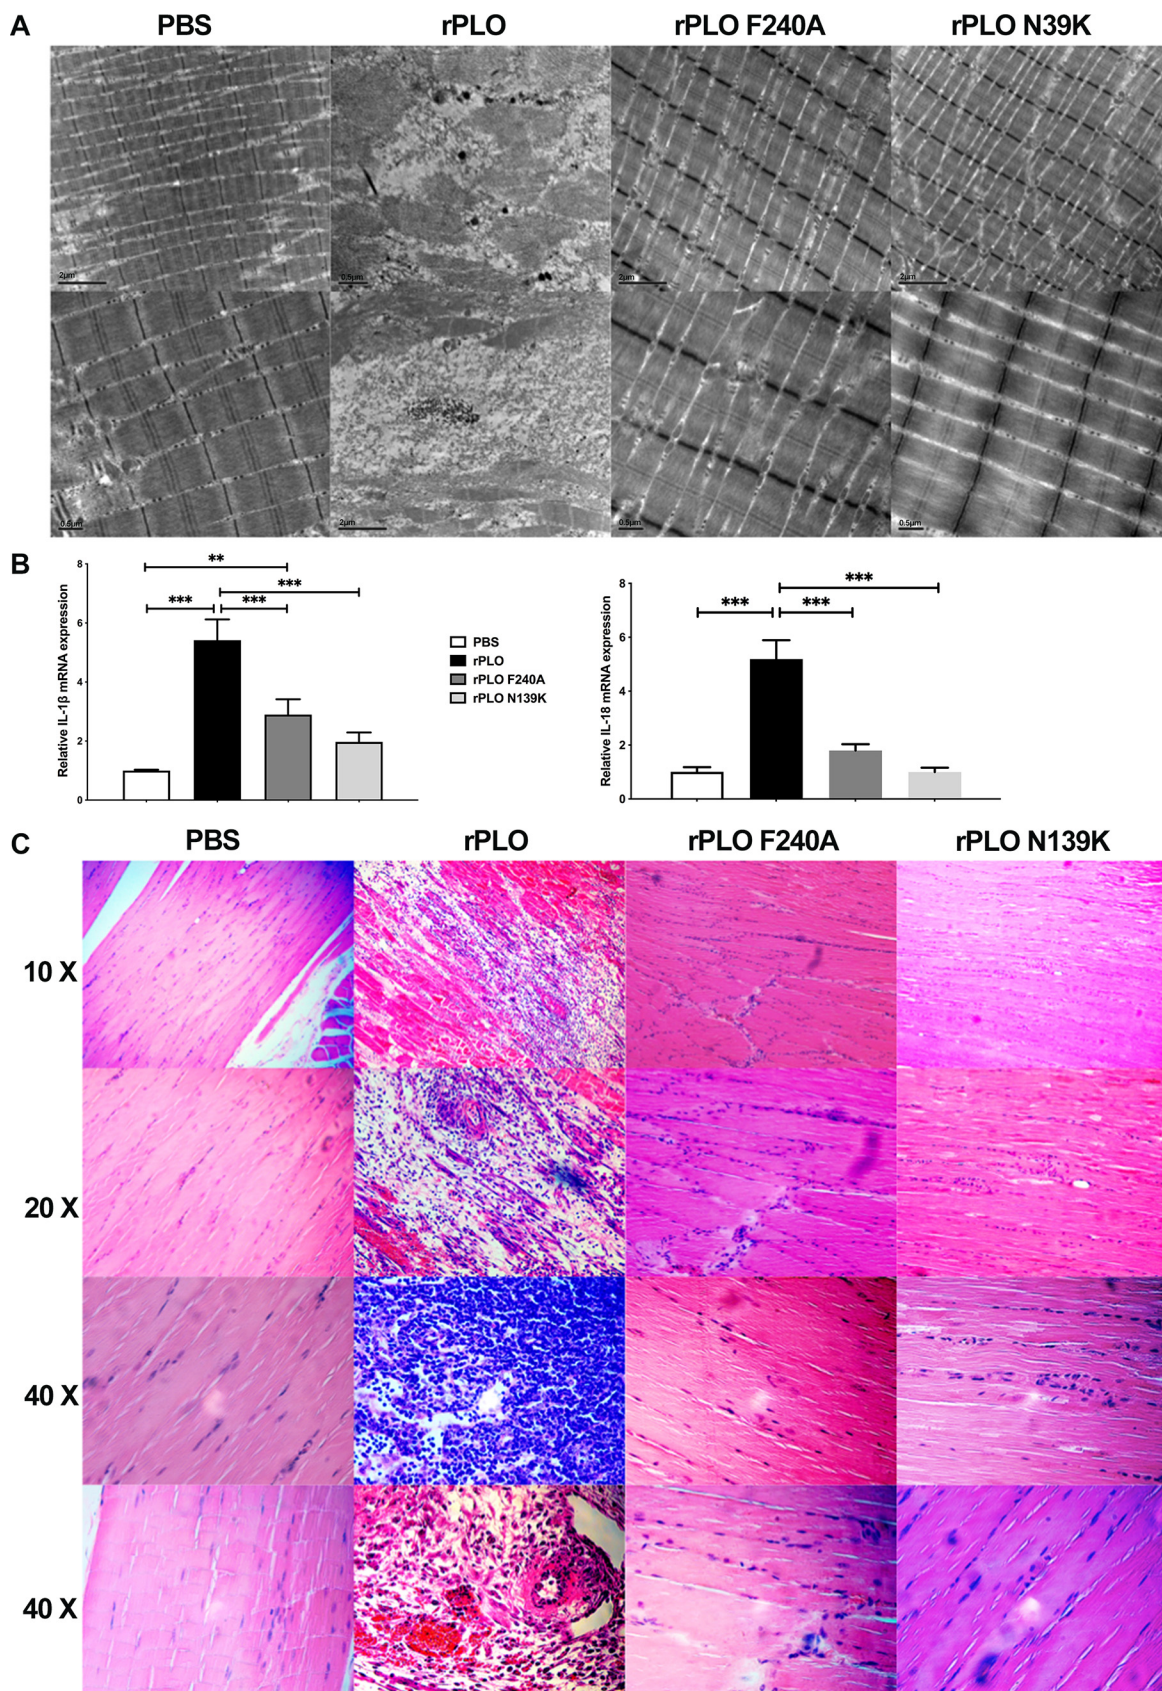 A PBS rPLO rPLO F240A rPLO N39K
2μm 0.5μm 2μm 2μm
0.5μm 2μm 0.5μm 0.5μm
B
Relative IL-1β mRNA expression
8
6
4
2
0
**
***
*** ***
PBS
rPLO
rPLO F240A
rPLO N139K
Relative IL-18 mRNA expression
8
6
4
2
0
***
*** ***
C PBS rPLO rPLO F240A rPLO N139K
10 X
20 X
40 X
40 X